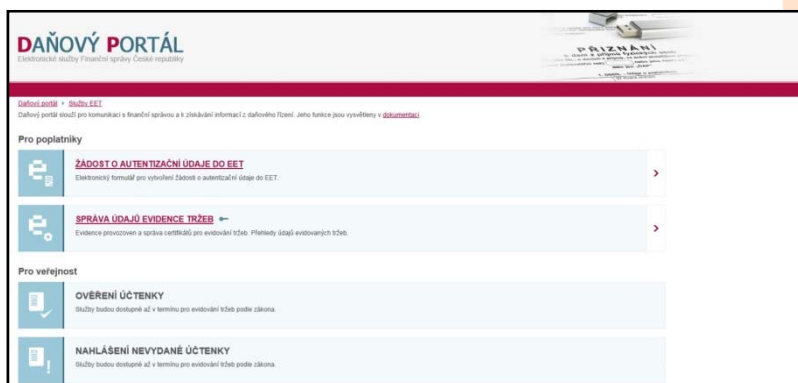 DAŇOVÝ PORTÁL
Elektronické služby Finanční správy České republiky
PŘIZNÁNÍ
Daňový portál Služby EET
Daňový portál slouží pro komunikaci s finanční správou a k získávání informací z daňového řízení. Jeho funkce jsou vysvětleny v dokumentaci.
Pro poplatníky
ŽÁDOST O AUTENTIZAČNÍ ÚDAJE DO EET
Elektronický formulář pro vytvoření žádosti o autentizační údaje do EET.
SPRÁVA ÚDAJŮ EVIDENCE TRŽEB
Evidence provozoven a správa certifikátů pro evidování tržeb. Přehledy údajů evidovaných tržeb.
Pro veřejnost
OVĚŘENÍ ÚČTENKY
Služby budou dostupné až v termínu pro evidování tržeb podle zákona.
NAHLÁŠENÍ NEVYDANÉ ÚČTENKY
Služby budou dostupné až v termínu pro evidování tržeb podle zákona.